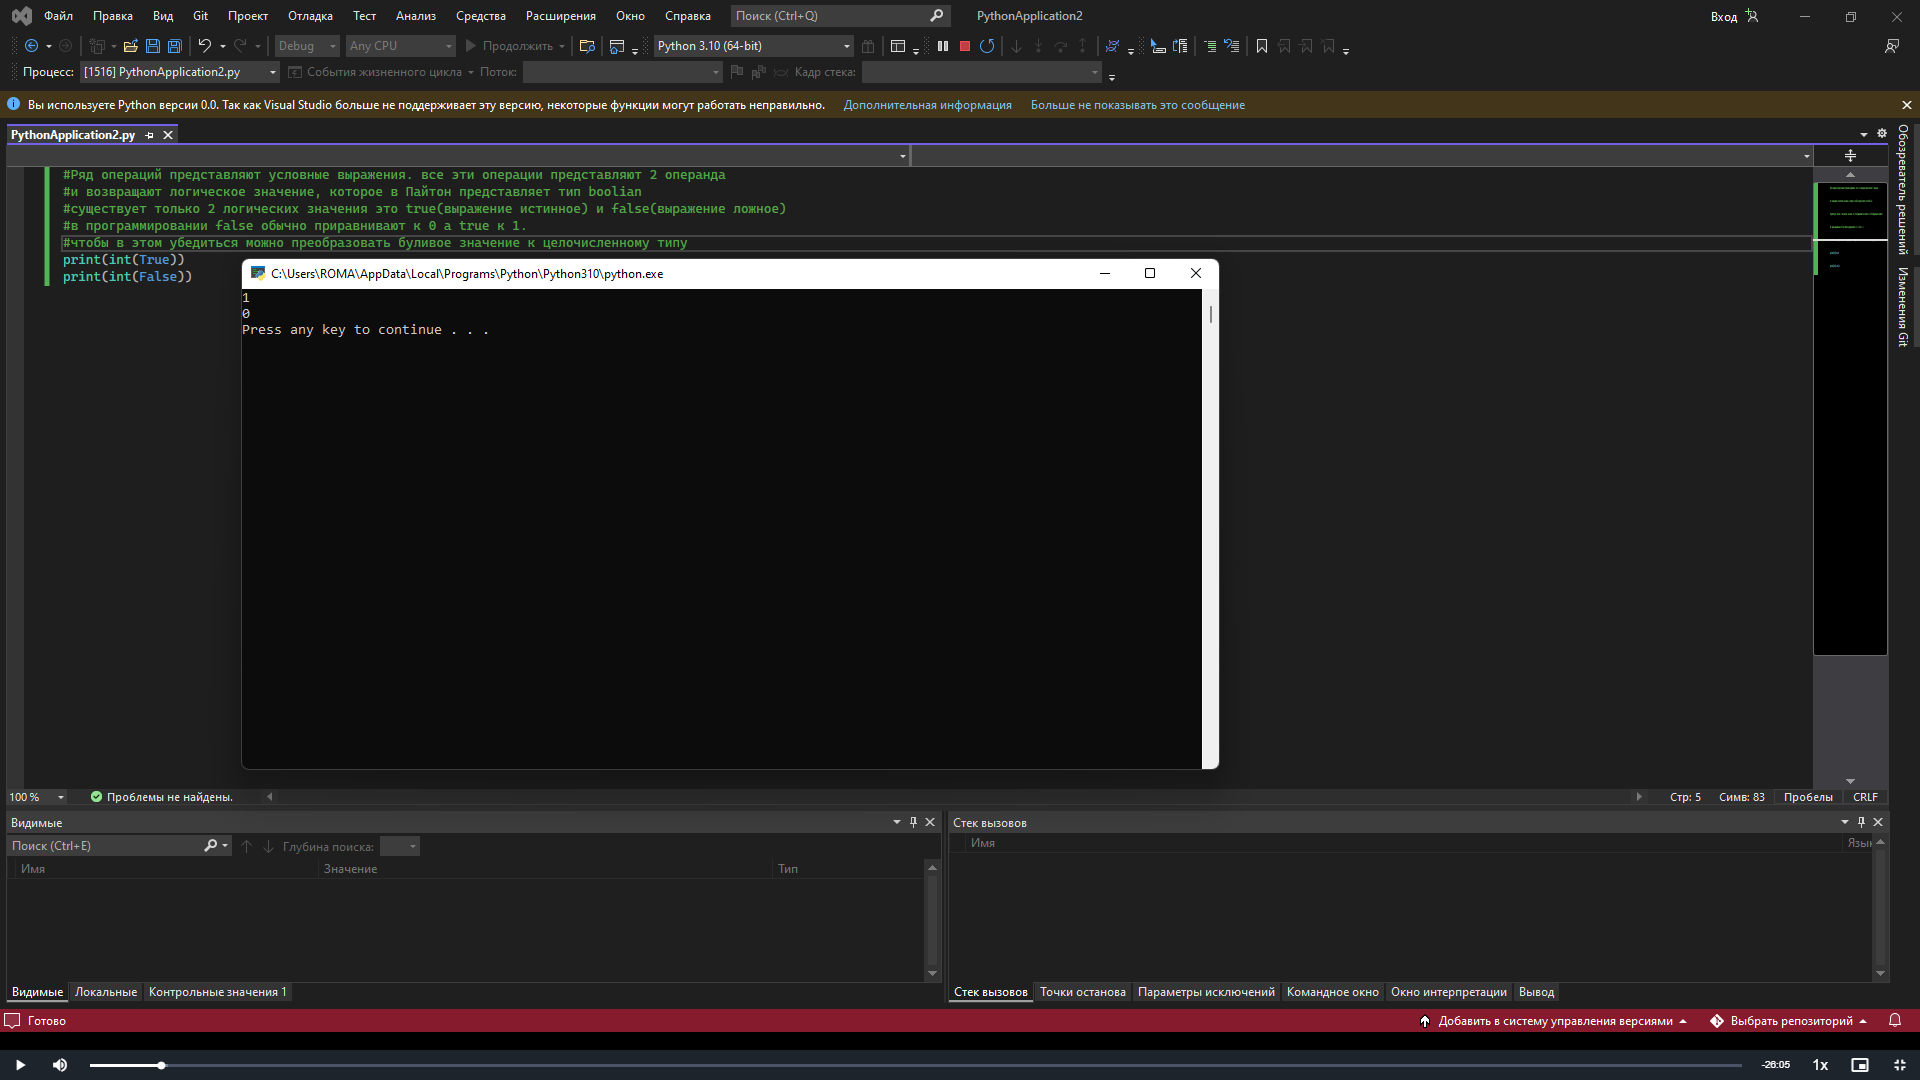 Файл Правка Вид Git Проект Отладка Тест Анализ Средства Расширения Окно Справка Поиск (Ctrl+Q) PythonApplication2 Вход
Debug Any CPU Продолжить Python 3.10 (64-bit)
Процесс: [1516] PythonApplication2.py События жизненного цикла Поток: Кадр стека:
Вы используете Python версии 0.0. Так как Visual Studio больше не поддерживает эту версию, некоторые функции могут работать неправильно. Дополнительная информация Больше не показывать это сообщение
PythonApplication2.py
#Ряд операций представляют условные выражения. все эти операции представляют 2 операнда
#и возвращают логическое значение, которое в Пайтон представляет тип boolian
#существует только 2 логических значения это true(выражение истинное) и false(выражение ложное)
#в программировании false обычно приравнивают к 0 а true к 1.
#чтобы в этом убедиться можно преобразовать буливое значение к целочисленному типу
print(int(True))
print(int(False))
C:\Users\ROMA\AppData\Local\Programs\Python\Python310\python.exe
1
0
Press any key to continue . . .
Обозреватель решений
Изменения Git
100 % Проблемы не найдены. Стр: 5 Симв: 83 Пробелы CRLF
Видимые
Поиск (Ctrl+E) Глубина поиска:
Имя Значение Тип
Видимые Локальные Контрольные значения 1
Стек вызовов
Имя Язык
Стек вызовов Точки останова Параметры исключений Командное окно Окно интерпретации Вывод
Готово Добавить в систему управления версиями Выбрать репозиторий
-26:05 1x